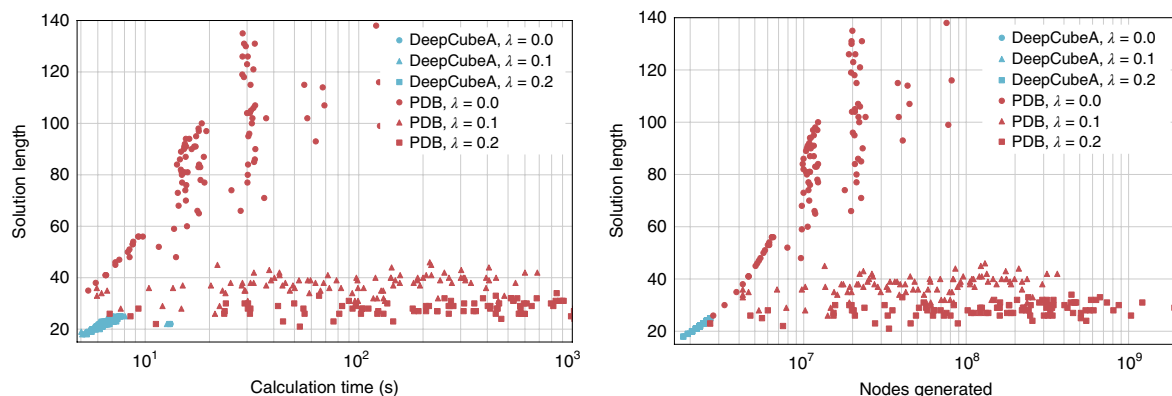 140
120
100
80
60
40
20
Solution length
DeepCubeA, λ = 0.0
DeepCubeA, λ = 0.1
DeepCubeA, λ = 0.2
PDB, λ = 0.0
PDB, λ = 0.1
PDB, λ = 0.2
10¹
10²
10³
Calculation time (s)
140
120
100
80
60
40
20
Solution length
DeepCubeA, λ = 0.0
DeepCubeA, λ = 0.1
DeepCubeA, λ = 0.2
PDB, λ = 0.0
PDB, λ = 0.1
PDB, λ = 0.2
10⁷
10⁸
10⁹
Nodes generated